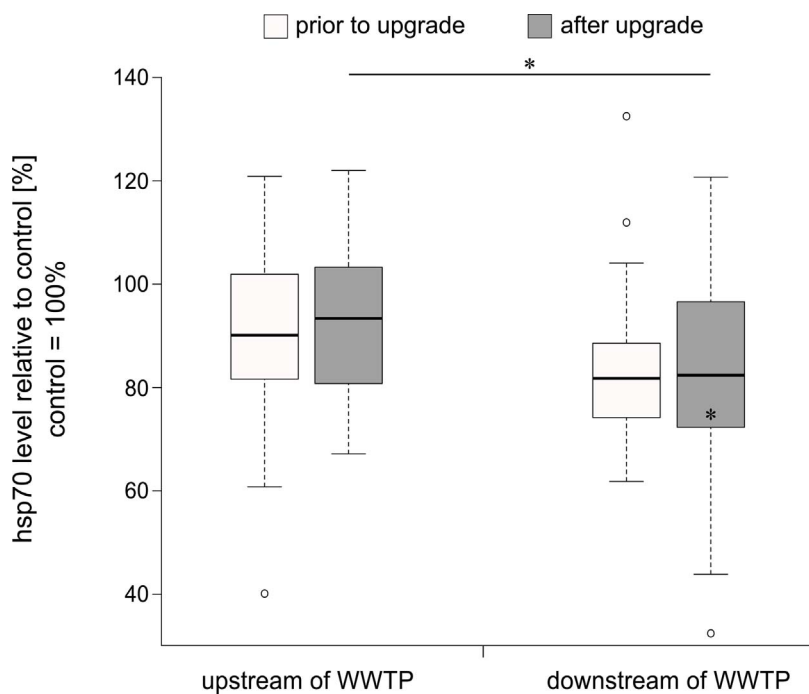 prior to upgrade
after upgrade
*
140
120
100
80
60
40
hsp70 level relative to control [%]
control = 100%
*
upstream of WWTP
downstream of WWTP